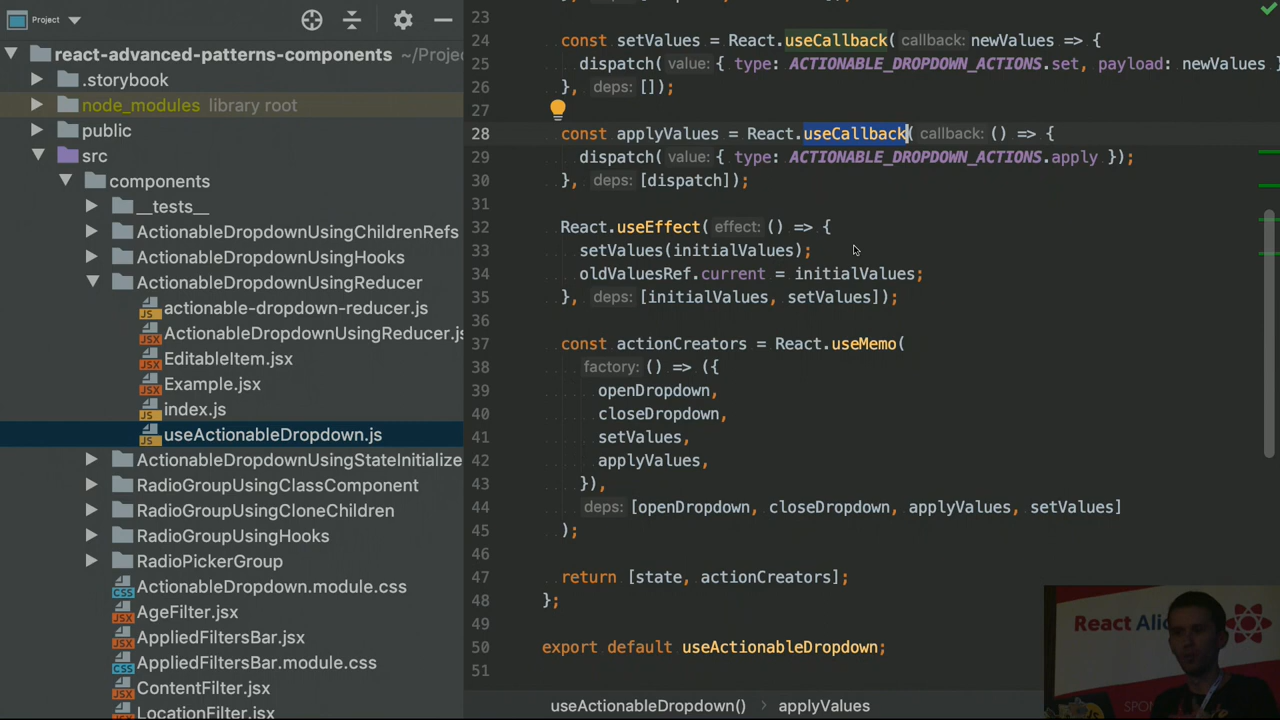 Project
react-advanced-patterns-components ~/Projec
.storybook
node_modules library root
public
src
components
__tests__
ActionableDropdownUsingChildrenRefs
ActionableDropdownUsingHooks
ActionableDropdownUsingReducer
actionable-dropdown-reducer.js
ActionableDropdownUsingReducer.js
EditableItem.jsx
Example.jsx
index.js
useActionableDropdown.js
ActionableDropdownUsingStateInitialize
RadioGroupUsingClassComponent
RadioGroupUsingCloneChildren
RadioGroupUsingHooks
RadioPickerGroup
ActionableDropdown.module.css
AgeFilter.jsx
AppliedFiltersBar.jsx
AppliedFiltersBar.module.css
ContentFilter.jsx
LocationFilter.jsx
23
24 const setValues = React.useCallback( callback: newValues => {
25 dispatch( value: { type: ACTIONABLE_DROPDOWN_ACTIONS.set, payload: newValues }
26 }, deps: []);
27
28 const applyValues = React.useCallback( callback: () => {
29 dispatch( value: { type: ACTIONABLE_DROPDOWN_ACTIONS.apply });
30 }, deps: [dispatch]);
31
32 React.useEffect( effect: () => {
33 setValues(initialValues);
34 oldValuesRef.current = initialValues;
35 }, deps: [initialValues, setValues]);
36
37 const actionCreators = React.useMemo(
38 factory: () => ({
39 openDropdown,
40 closeDropdown,
41 setValues,
42 applyValues,
43 }),
44 deps: [openDropdown, closeDropdown, applyValues, setValues]
45 );
46
47 return [state, actionCreators];
48 };
49
50 export default useActionableDropdown;
51
useActionableDropdown() › applyValues
React Alic
SPON